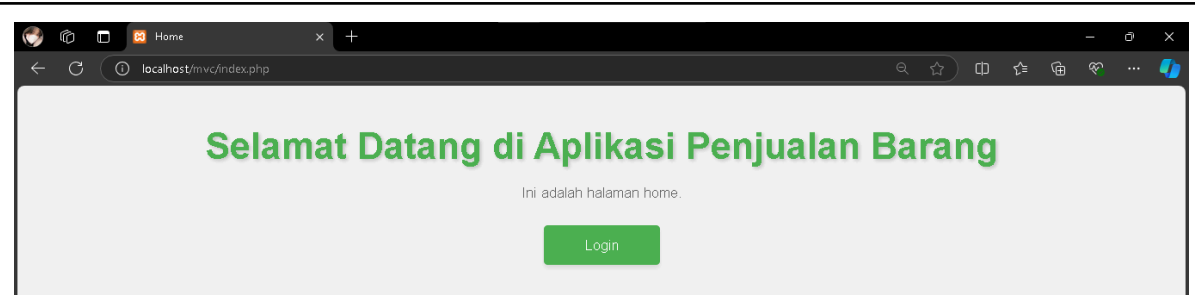 Home
localhost/mvc/index.php
Selamat Datang di Aplikasi Penjualan Barang
Ini adalah halaman home.
Login